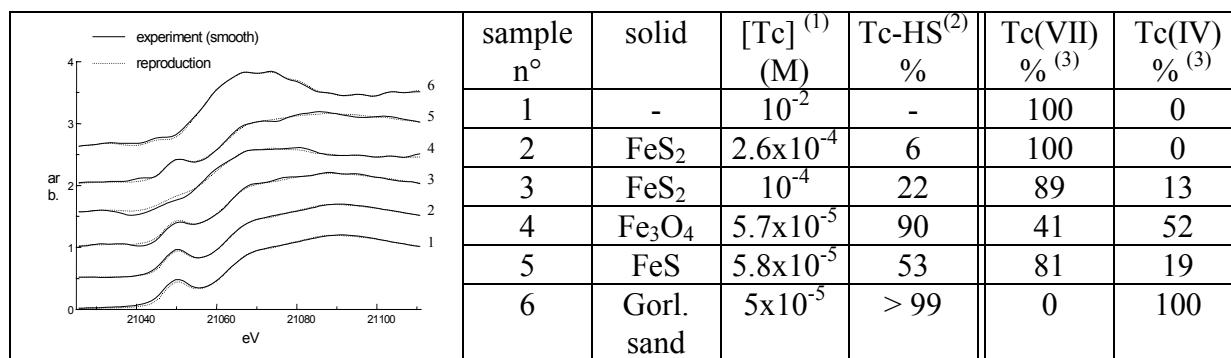 experiment (smooth)
reproduction
4
3
2
1
0
ar
b.
6
5
4
3
2
1
21040 21060 21080 21100
eV
sample n° solid [Tc] (1) (M) Tc-HS(2) % Tc(VII) % (3) Tc(IV) % (3)
1 - 10-2 - 100 0
2 FeS2 2.6x10-4 6 100 0
3 FeS2 10-4 22 89 13
4 Fe3O4 5.7x10-5 90 41 52
5 FeS 5.8x10-5 53 81 19
6 Gorl. sand 5x10-5 > 99 0 100